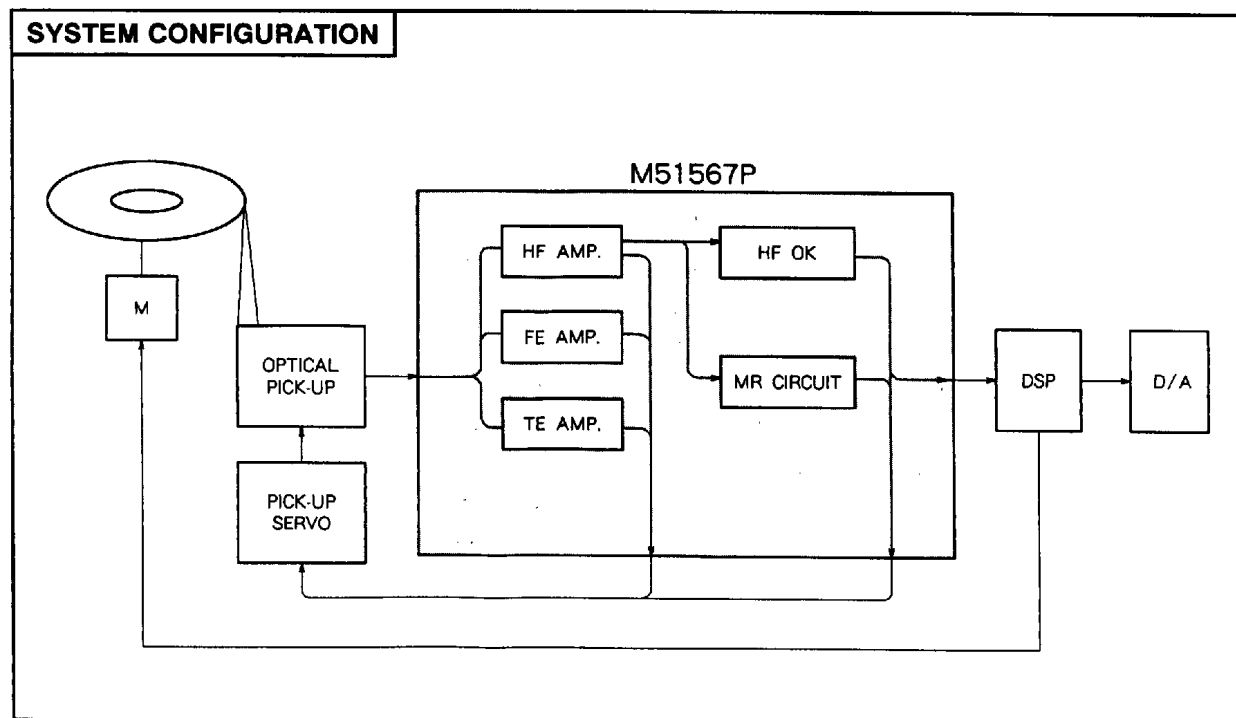 SYSTEM CONFIGURATION
M51567P
HF AMP.
HF OK
M
FE AMP.
OPTICAL
PICK-UP
MR CIRCUIT
DSP
D/A
TE AMP.
PICK-UP
SERVO